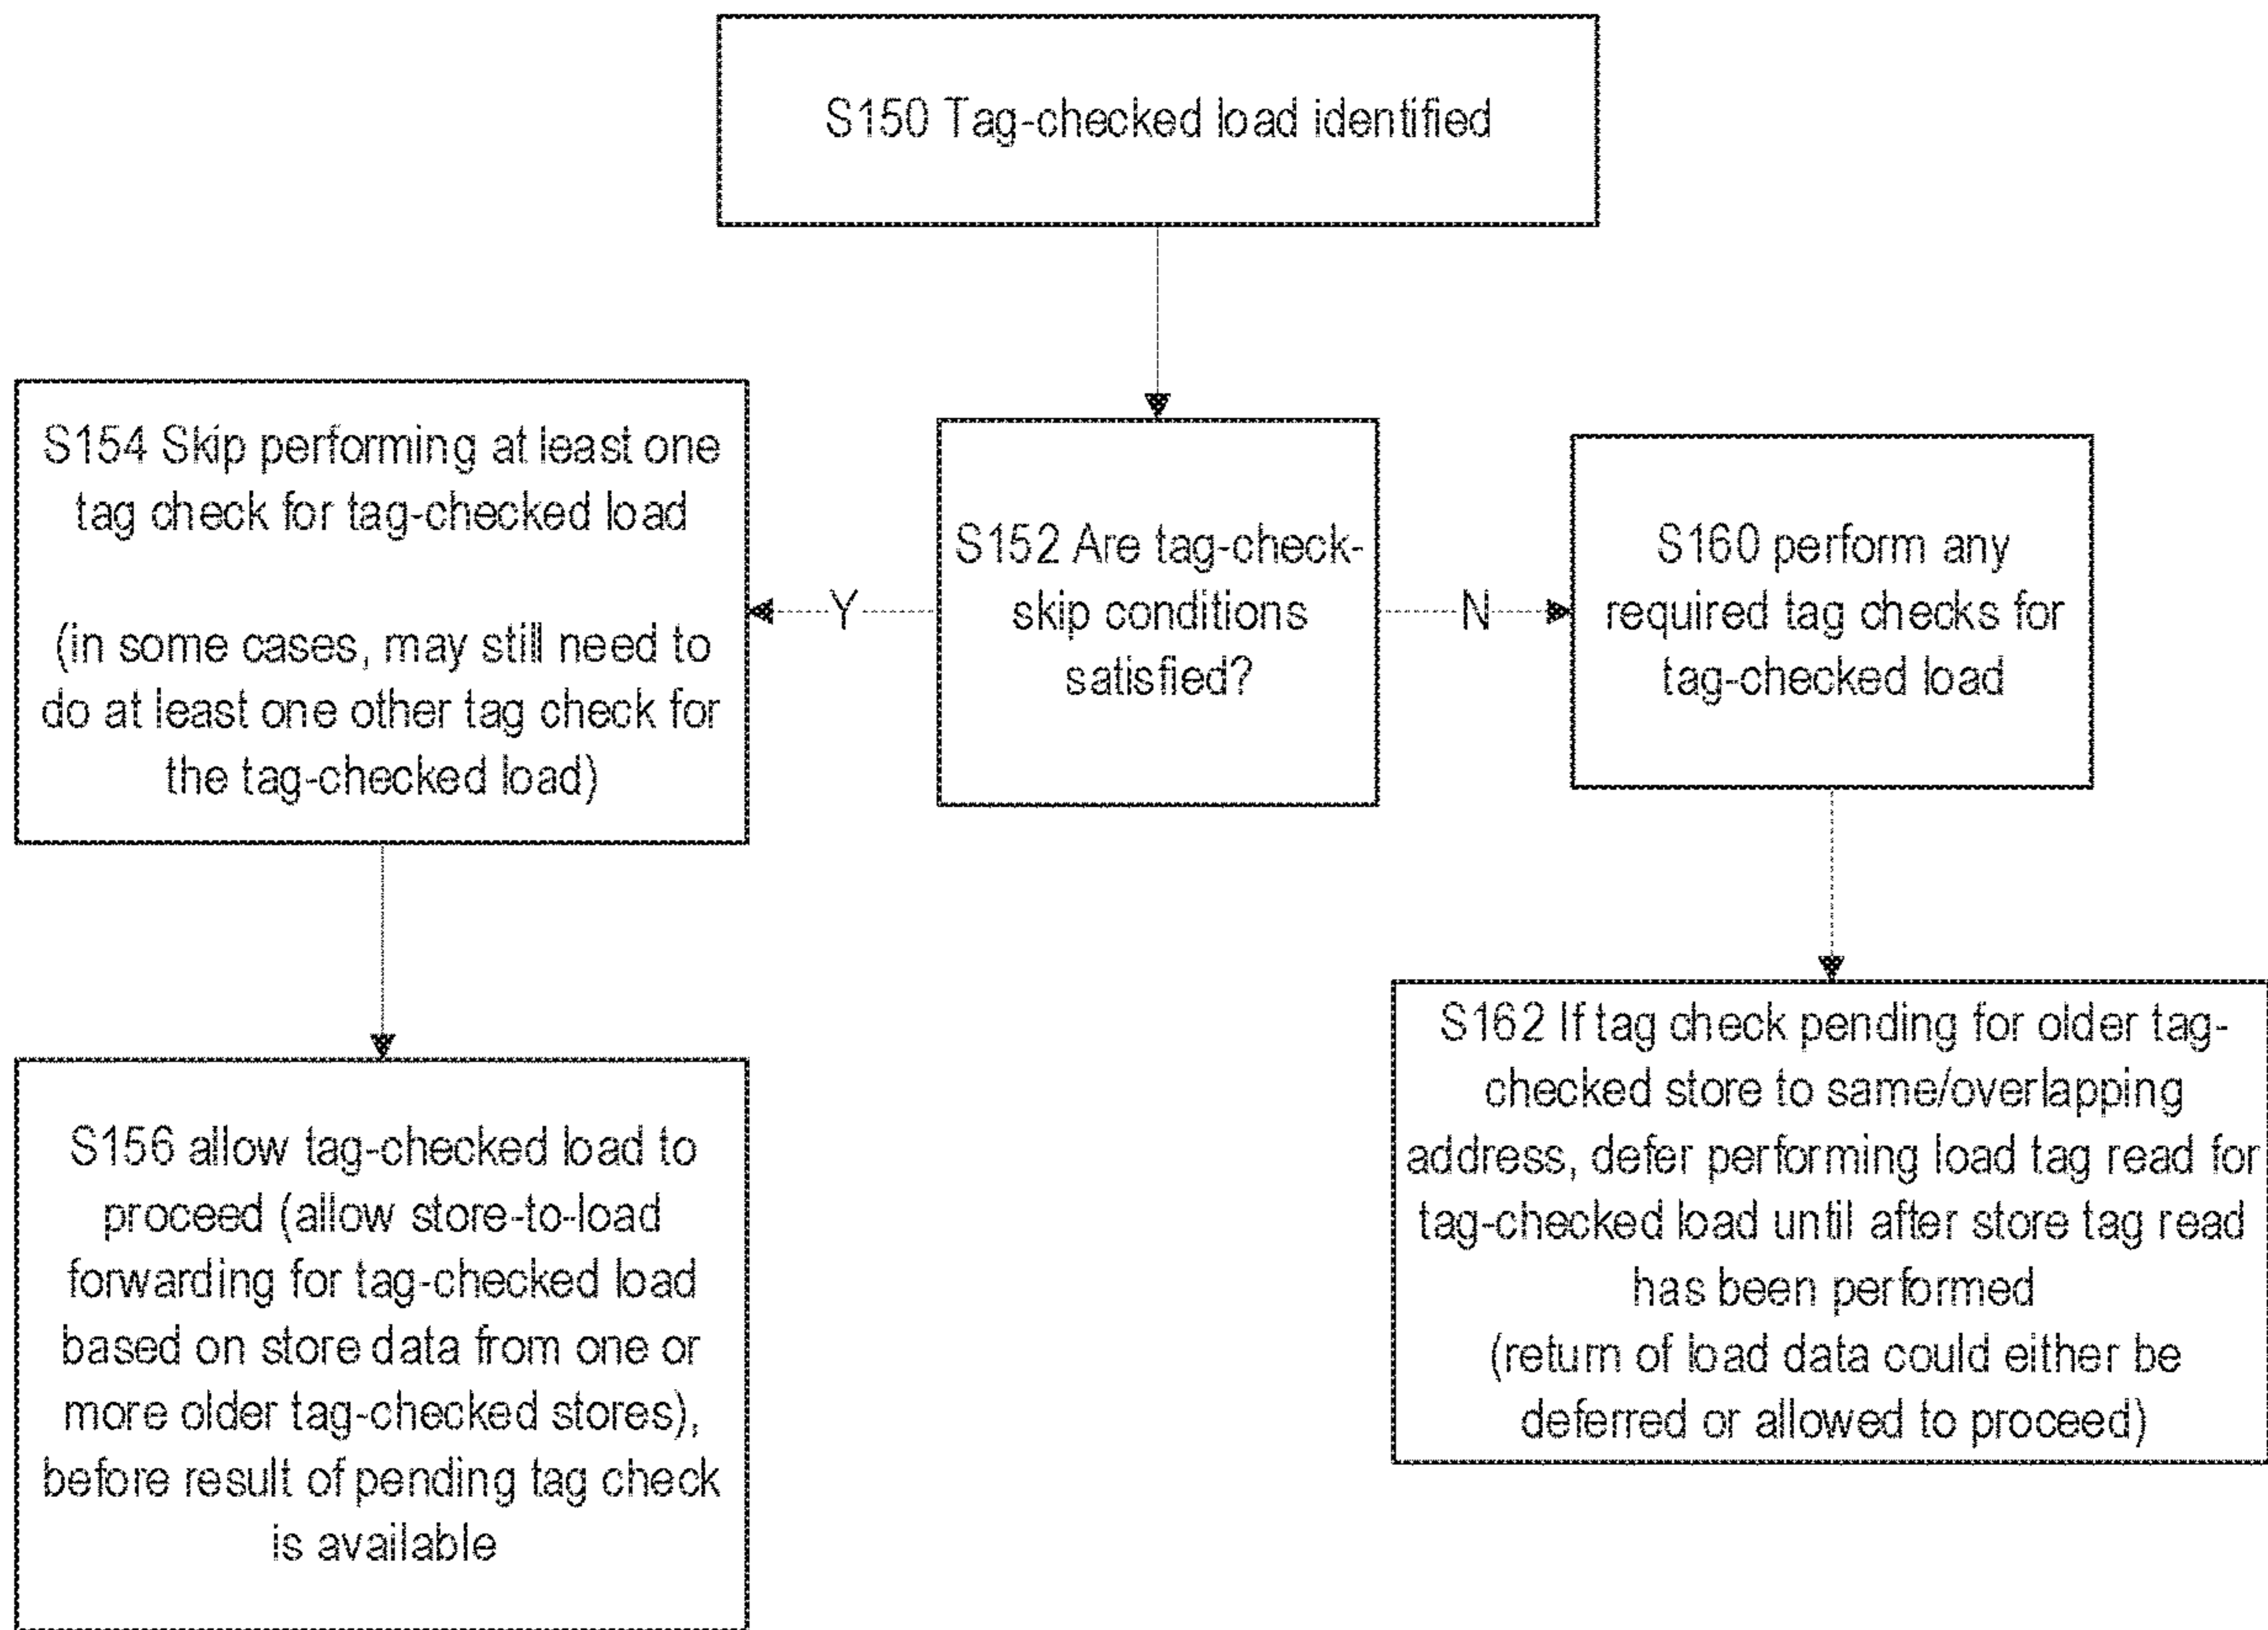 S150 Tag-checked load identified
S154 Skip performing at least one
tag check for tag-checked load
(in some cases, may still need to
do at least one other tag check for
the tag-checked load)
Y
S152 Are tag-check-
skip conditions
satisfied?
N
S160 perform any
required tag checks for
tag-checked load
S156 allow tag-checked load to
proceed (allow store-to-load
forwarding for tag-checked load
based on store data from one or
more older tag-checked stores),
before result of pending tag check
is available
S162 If tag check pending for older tag-
checked store to same/overlapping
address, defer performing load tag read for
tag-checked load until after store tag read
has been performed
(return of load data could either be
deferred or allowed to proceed)